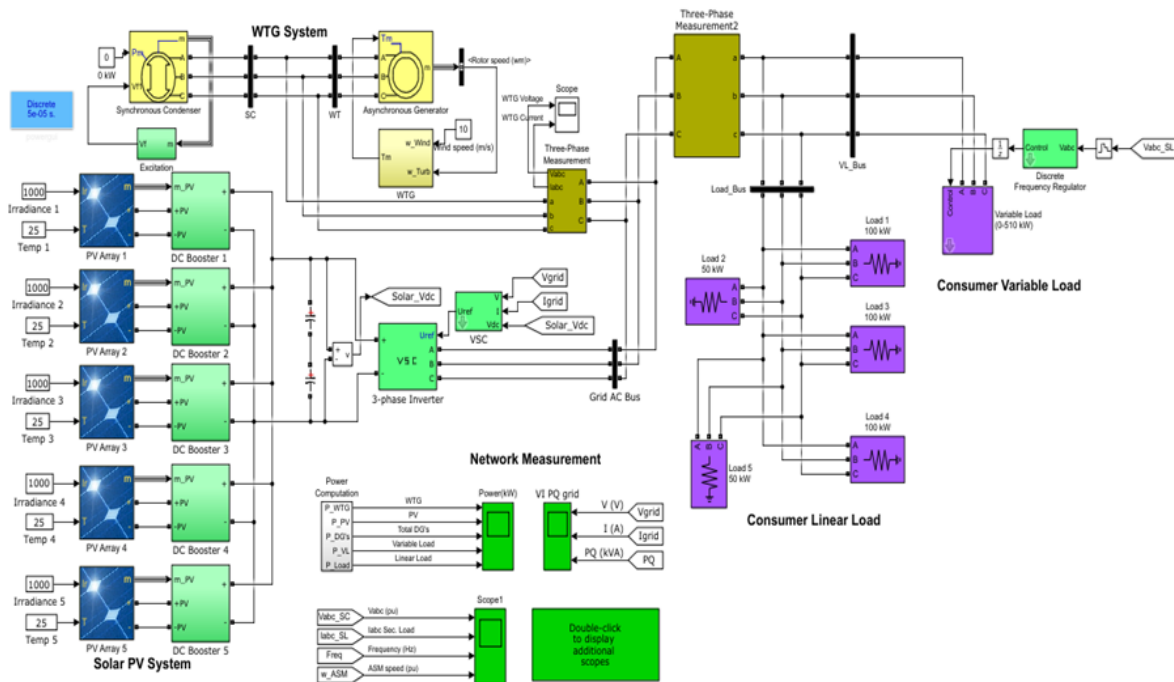 WTG System
Three-Phase
Measurement2
0
0 kW
Pm
Vf
m
A
B
C
Synchronous Condenser
SC
WT
Tm
A
B
C
m
Asynchronous Generator
<Rotor speed (wm)>
Discrete
5e-05 s.
Vf
m
Excitation
Tm
w_Wind
w_Turb
WTG
10
Wind speed (m/s)
WTG Voltage
WTG Current
Scope
Three-Phase
Measurement
Vabc
Iabc
A
a
B
b
C
c
A
B
C
a
b
c
VL_Bus
Load_Bus
1
z
Control
Vabc
Discrete
Frequency Regulator
Vabc_SL
Control
A
B
C
Variable Load
(0-510 kW)
Consumer Variable Load
1000
Irradiance 1
25
Temp 1
T
m
PV Array 1
m_PV
+PV
-PV
+
-
DC Booster 1
1000
Irradiance 2
25
Temp 2
T
m
PV Array 2
m_PV
+PV
-PV
+
-
DC Booster 2
1000
Irradiance 3
25
Temp 3
T
m
PV Array 3
m_PV
+PV
-PV
+
-
DC Booster 3
1000
Irradiance 4
25
Temp 4
T
m
PV Array 4
m_PV
+PV
-PV
+
-
DC Booster 4
1000
Irradiance 5
25
Temp 5
T
m
PV Array 5
m_PV
+PV
-PV
+
-
DC Booster 5
Solar PV System
+
-
v
Solar_Vdc
Vgrid
Igrid
Solar_Vdc
Uref
V
I
Vdc
VSC
+
-
Uref
VSC
A
B
C
3-phase Inverter
Grid AC Bus
Load 1
100 kW
A
B
C
Load 2
50 kW
A
B
C
Load 3
100 kW
A
B
C
Load 4
100 kW
A
B
C
A
B
C
Load 5
50 kW
Consumer Linear Load
Network Measurement
Power
Computation
P_WTG
P_PV
P_DG's
P_VL
P_Load
WTG
PV
Total DG's
Variable Load
Linear Load
Power(kW)
VI PQ grid
V (V)
Vgrid
I (A)
Igrid
PQ (kVA)
PQ
Scope1
Vabc_SC
Vabc (pu)
Iabc_SL
Iabc Sec. Load
Freq
Frequency (Hz)
w_ASM
ASM speed (pu)
Double-click
to display
additional
scopes